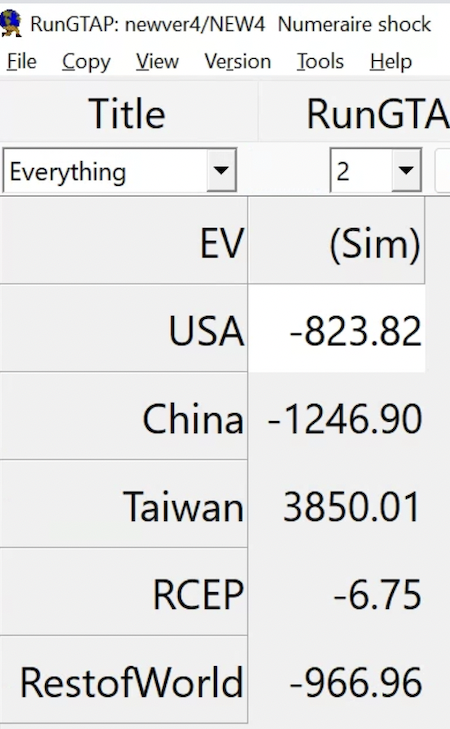 RunGTAP: newver4/NEW4 Numeraire shock
File Copy View Version Tools Help
Title RunGTA
Everything 2
EV (Sim)
USA -823.82
China -1246.90
Taiwan 3850.01
RCEP -6.75
RestofWorld -966.96